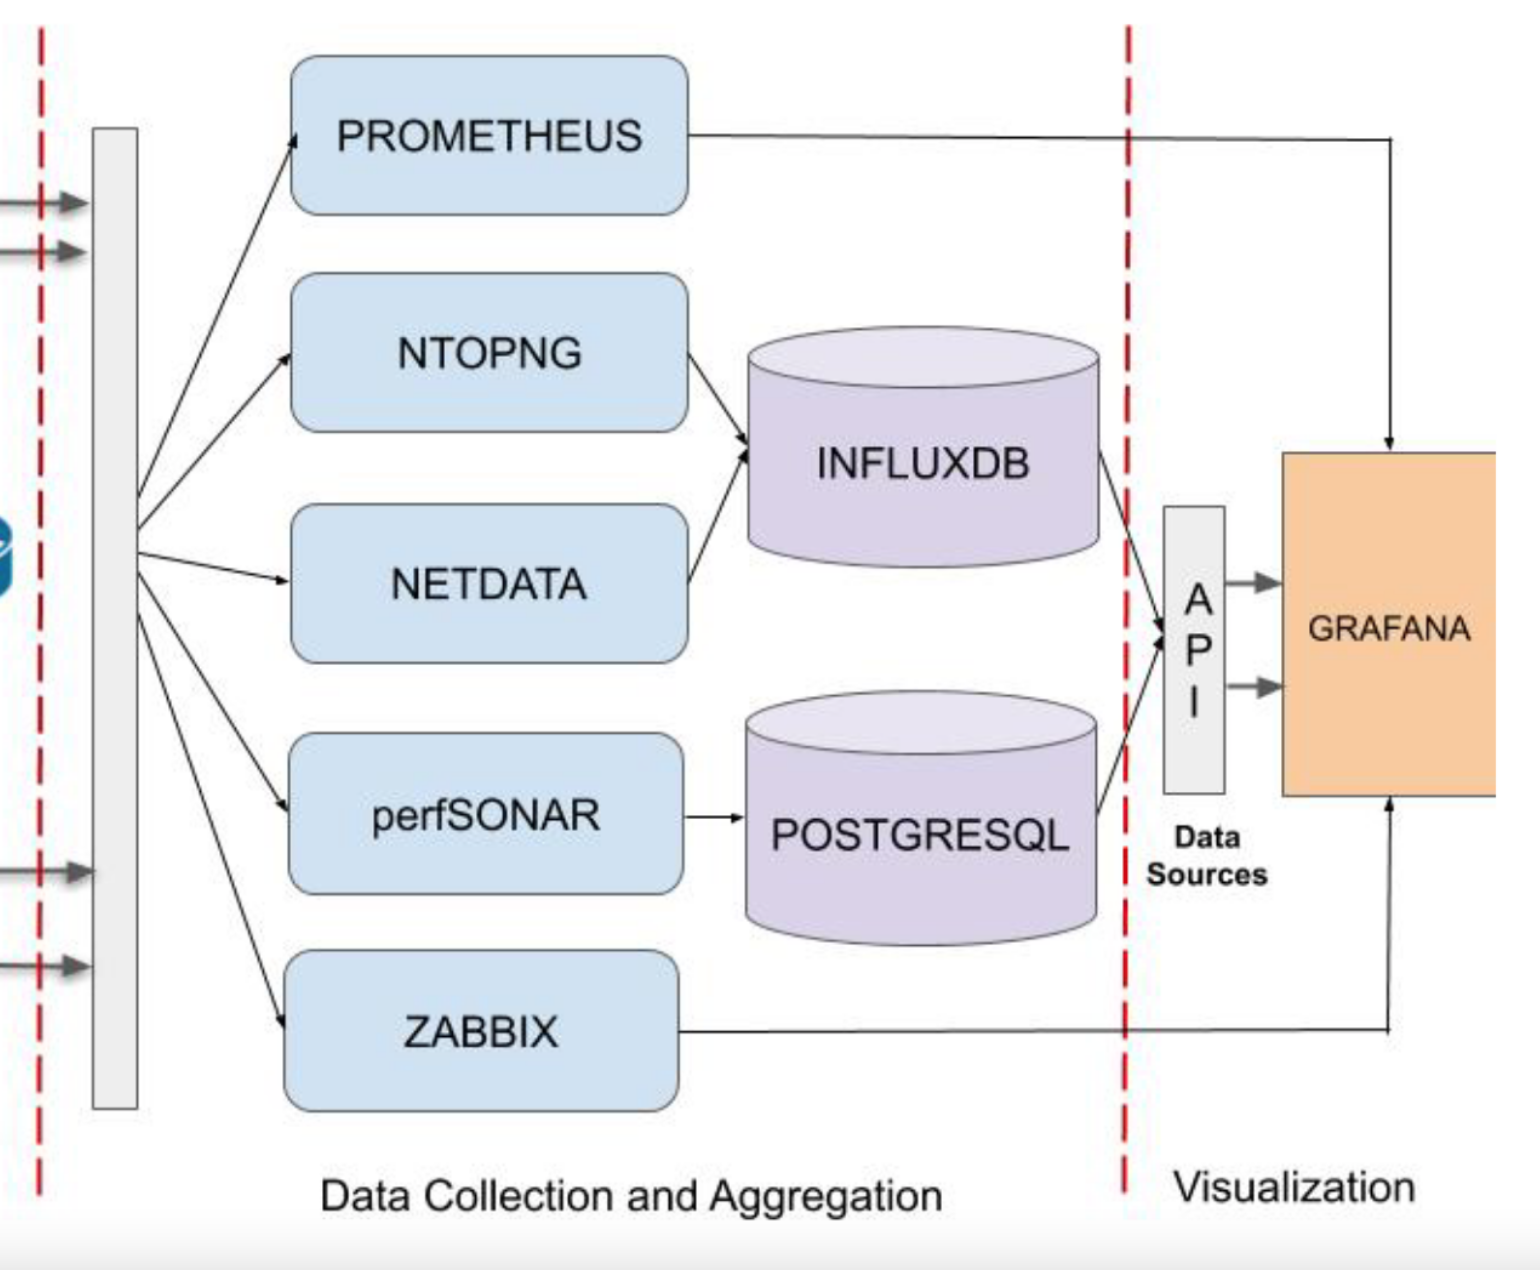 PROMETHEUS
NTOPNG
INFLUXDB
NETDATA
A
P
I
GRAFANA
perfSONAR
POSTGRESQL
Data
Sources
ZABBIX
Data Collection and Aggregation
Visualization